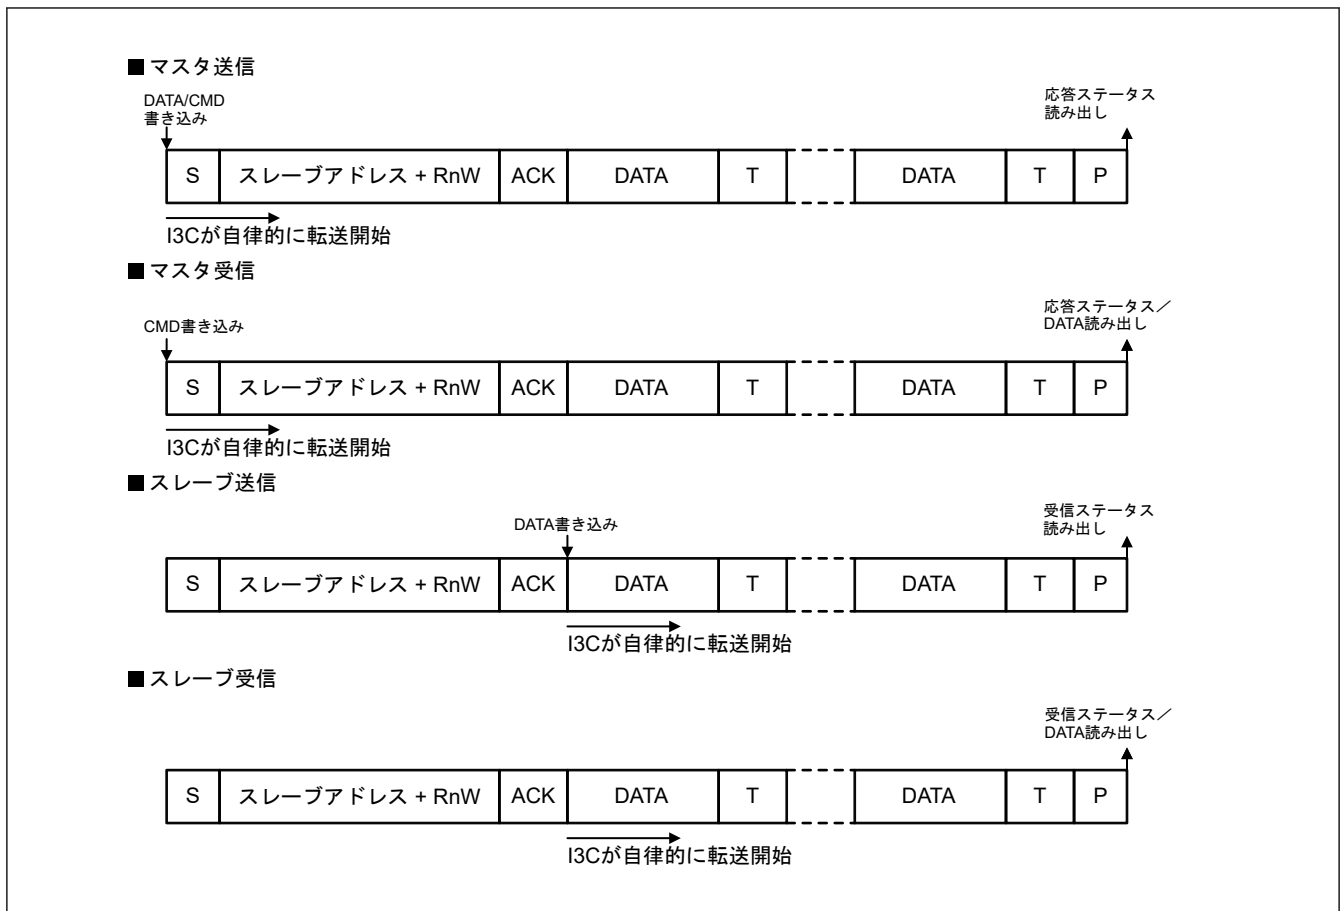 ■ マスタ送信
DATA/CMD
書き込み
応答ステータス
読み出し
S スレーブアドレス + RnW ACK DATA T DATA T P
I3Cが自律的に転送開始
■ マスタ受信
CMD書き込み
応答ステータス／
DATA読み出し
S スレーブアドレス + RnW ACK DATA T DATA T P
I3Cが自律的に転送開始
■ スレーブ送信
DATA書き込み
受信ステータス
読み出し
S スレーブアドレス + RnW ACK DATA T DATA T P
I3Cが自律的に転送開始
■ スレーブ受信
受信ステータス／
DATA読み出し
S スレーブアドレス + RnW ACK DATA T DATA T P
I3Cが自律的に転送開始